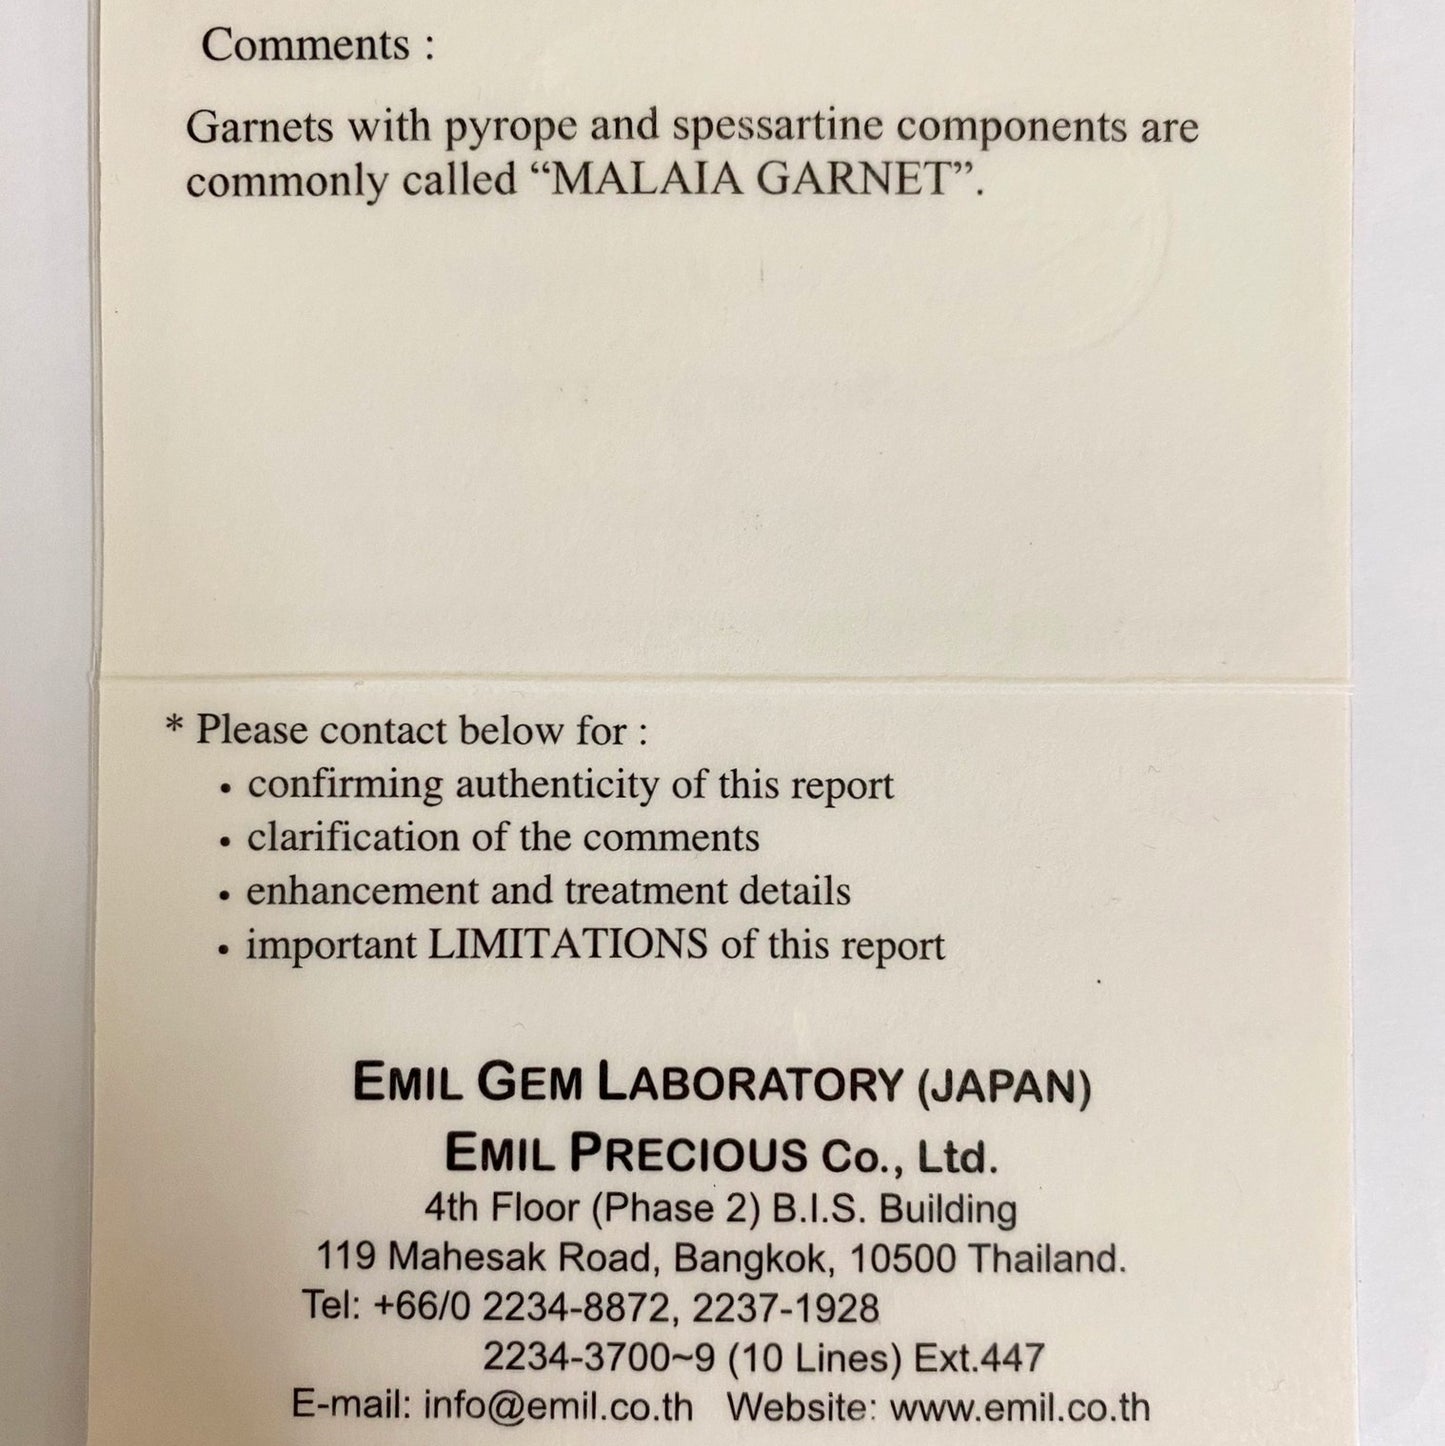 Comments :
Garnets with pyrope and spessartine components are
commonly called “MALAIA GARNET”.
* Please contact below for :
• confirming authenticity of this report
• clarification of the comments
• enhancement and treatment details
• important LIMITATIONS of this report
EMIL GEM LABORATORY (JAPAN)
EMIL PRECIOUS Co., Ltd.
4th Floor (Phase 2) B.I.S. Building
119 Mahesak Road, Bangkok, 10500 Thailand.
Tel: +66/0 2234-8872, 2237-1928
2234-3700~9 (10 Lines) Ext.447
E-mail: info@emil.co.th Website: www.emil.co.th